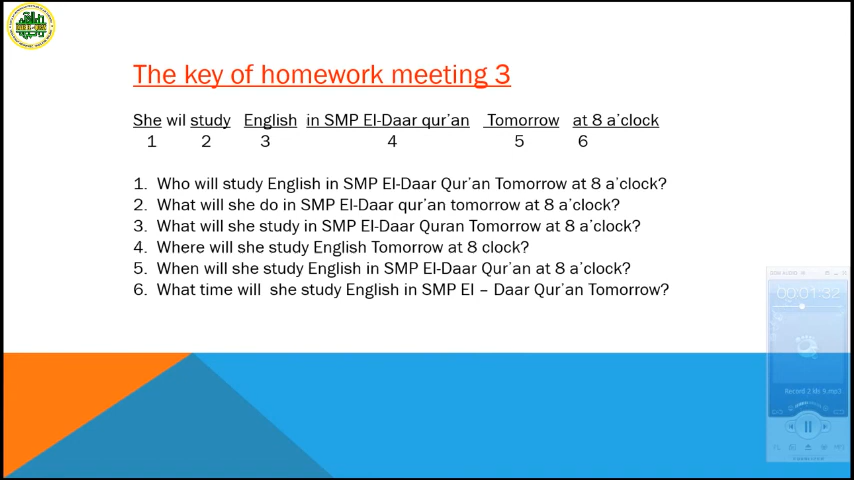 The key of homework meeting 3
She wil study English in SMP El-Daar qur'an Tomorrow at 8 a'clock
1 2 3 4 5 6
1. Who will study English in SMP El-Daar Qur'an Tomorrow at 8 a'clock?
2. What will she do in SMP El-Daar qur'an tomorrow at 8 a'clock?
3. What will she study in SMP El-Daar Quran Tomorrow at 8 a'clock?
4. Where will she study English Tomorrow at 8 clock?
5. When will she study English in SMP El-Daar Qur'an at 8 a'clock?
6. What time will she study English in SMP El – Daar Qur'an Tomorrow?
00:01:32